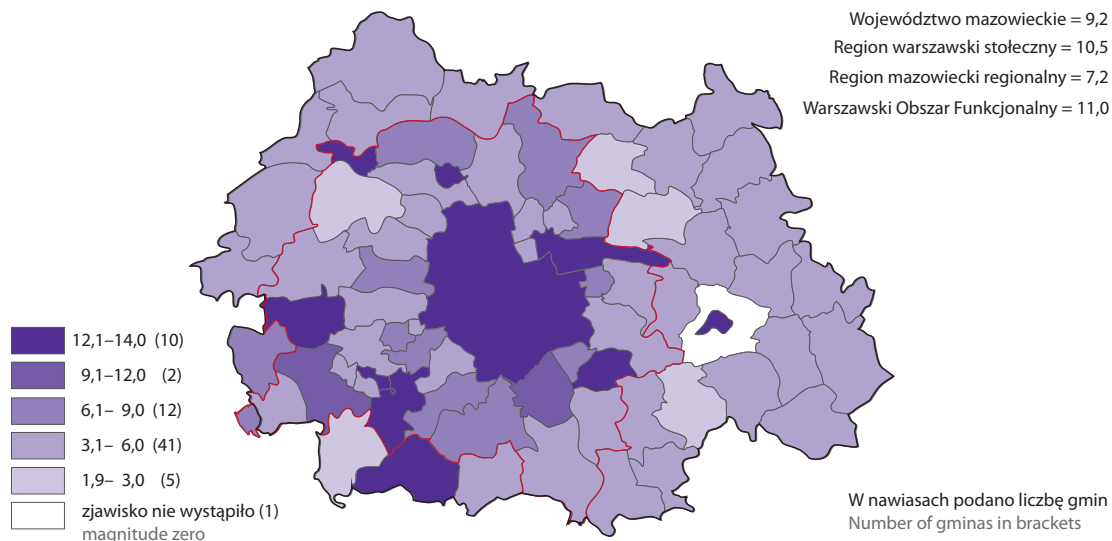 Województwo mazowieckie = 9,2
Region warszawski stołeczny = 10,5
Region mazowiecki regionalny = 7,2
Warszawski Obszar Funkcjonalny = 11,0
12,1–14,0 (10)
9,1–12,0 (2)
6,1– 9,0 (12)
3,1– 6,0 (41)
1,9– 3,0 (5)
zjawisko nie wystąpiło (1)
magnitude zero
W nawiasach podano liczbę gmin
Number of gminas in brackets